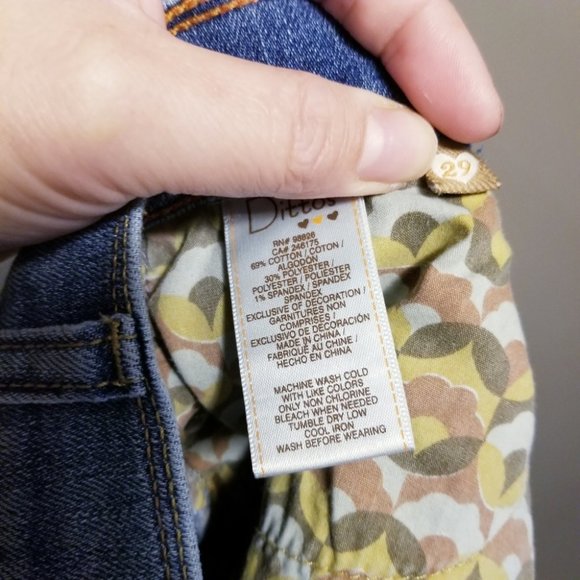 29
Dittos
RN# 98626
CA# 246175
69% COTTON / COTON /
ALGODON
30% POLYESTER /
POLYESTER / POLIESTER
1% SPANDEX / SPANDEX
SPANDEX
EXCLUSIVE OF DECORATION /
GARNITURES NON
COMPRISES /
EXCLUSIVO DE DECORACIÓN
MADE IN CHINA /
FABRIQUÉ AU CHINE /
HECHO EN CHINA
MACHINE WASH COLD
WITH LIKE COLORS
ONLY NON CHLORINE
BLEACH WHEN NEEDED
TUMBLE DRY LOW
COOL IRON
WASH BEFORE WEARING